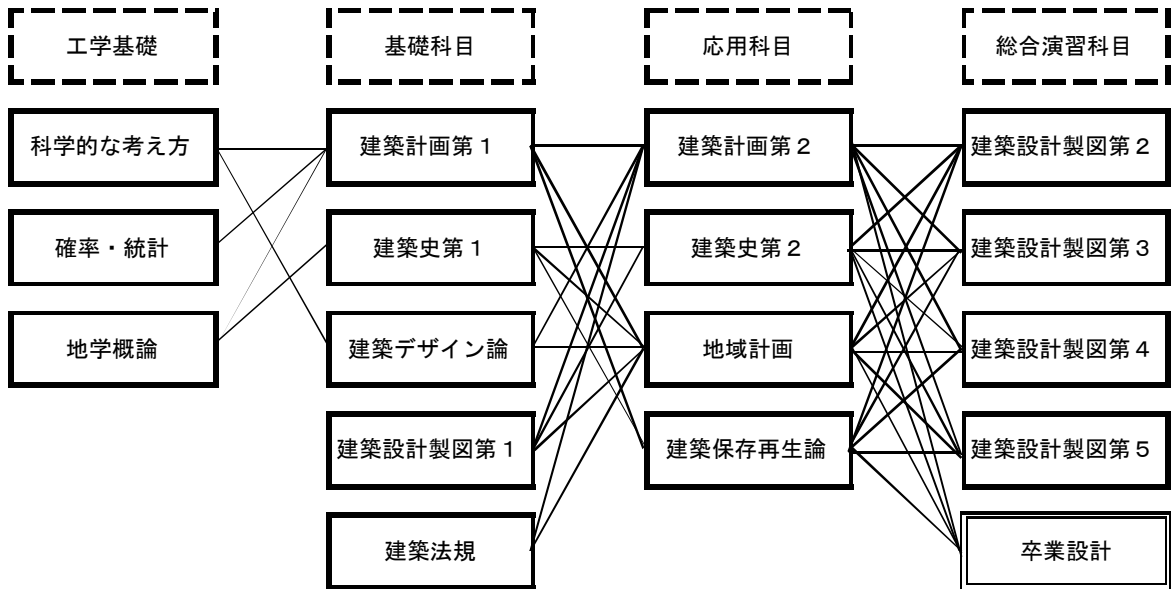 工学基礎
基礎科目
応用科目
総合演習科目
科学的な考え方
建築計画第１
建築計画第２
建築設計製図第２
確率・統計
建築史第１
建築史第２
建築設計製図第３
地学概論
建築デザイン論
地域計画
建築設計製図第４
建築設計製図第１
建築保存再生論
建築設計製図第５
建築法規
卒業設計